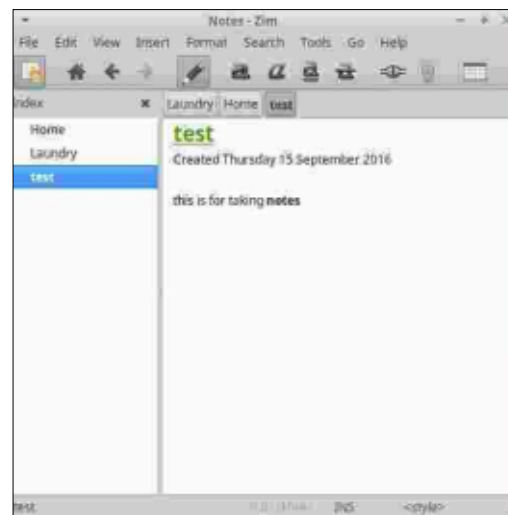 Notes - Zim
File Edit View Insert Format Search Tools Go Help
Index
Laundry Home test
Home
Laundry
test
test
Created Thursday 15 September 2016
this is for taking notes
test
INS
<style>